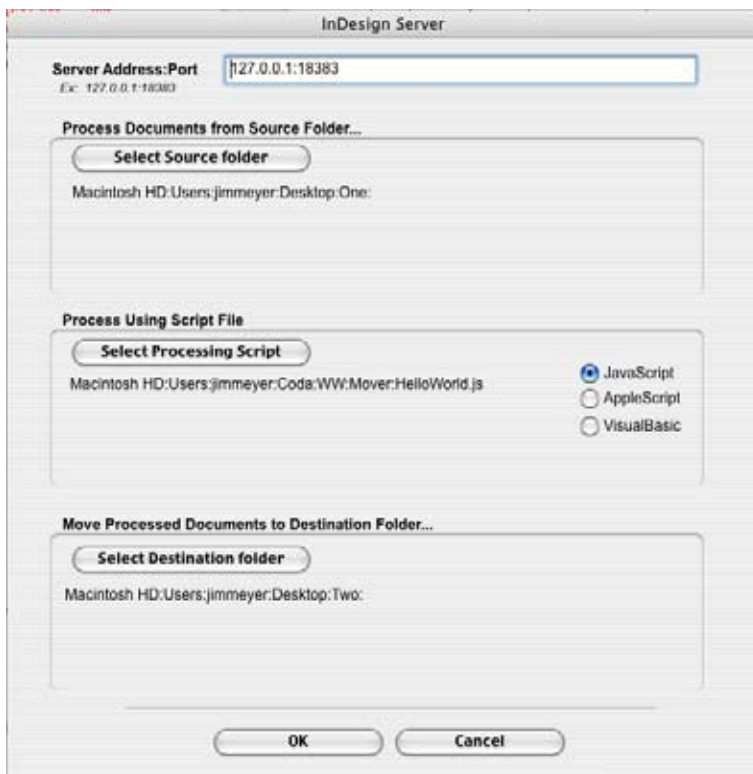 InDesign Server
Server Address:Port 127.0.0.1:18383
Ex: 127.0.0.1:18383
Process Documents from Source Folder...
Select Source folder
Macintosh HD:Users:jimmeyer:Desktop:One:
Process Using Script File
Select Processing Script
Macintosh HD:Users:jimmeyer:Coda:WW:Mover:HelloWorld.js
JavaScript
AppleScript
VisualBasic
Move Processed Documents to Destination Folder...
Select Destination folder
Macintosh HD:Users:jimmeyer:Desktop:Two:
OK Cancel